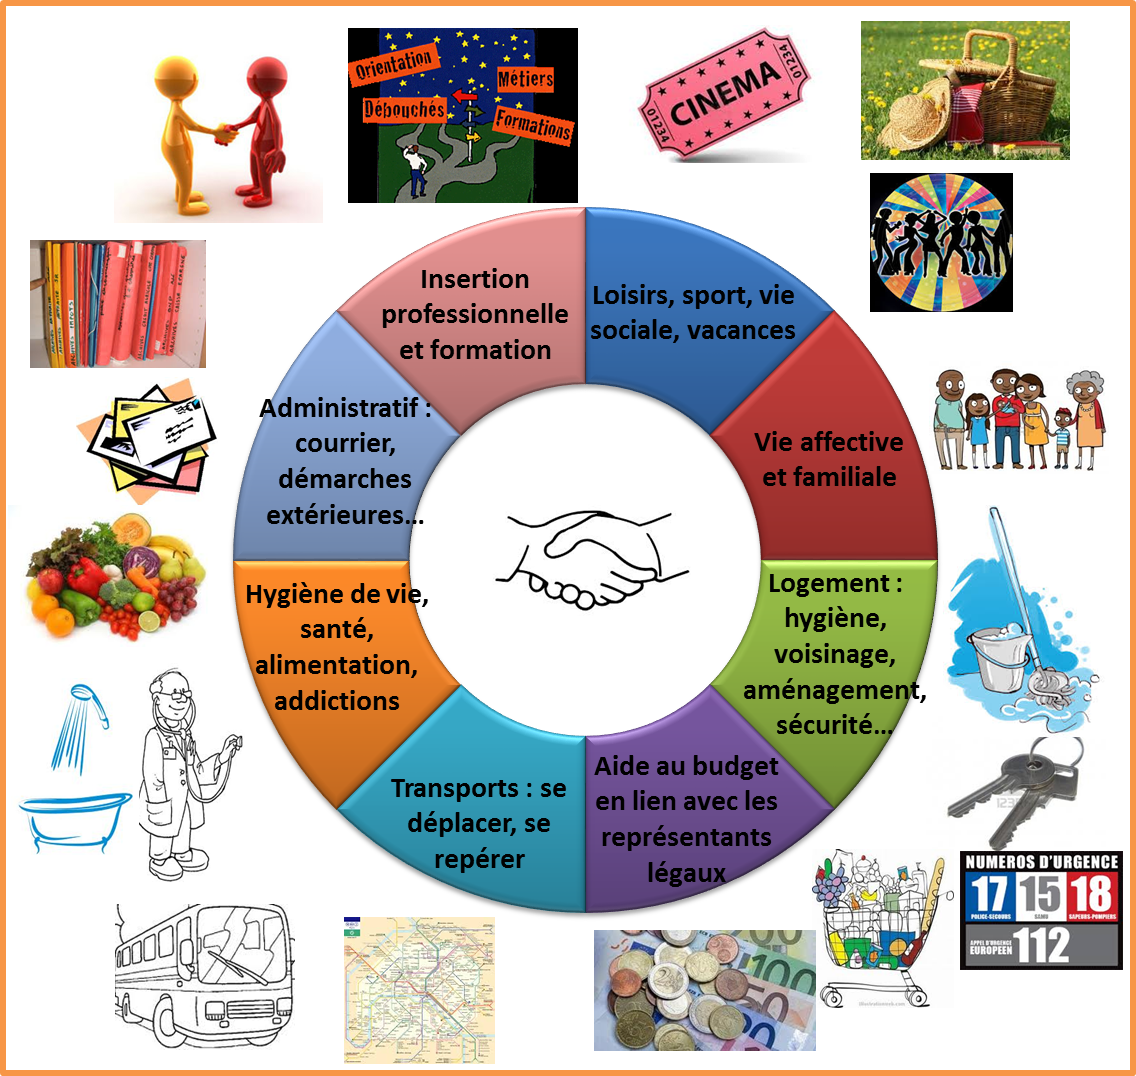 Orientation
Métiers
Débouchés
Formations
CINEMA
01234
01234
Insertion
professionnelle
et formation
Loisirs, sport, vie
sociale, vacances
Administratif :
courrier,
démarches
extérieures…
Vie affective
et familiale
Hygiène de vie,
santé,
alimentation,
addictions
Logement :
hygiène,
voisinage,
aménagement,
sécurité…
Transports : se
déplacer, se
repérer
Aide au budget
en lien avec les
représentants
légaux
NUMEROS D'URGENCE
17 15 18
POLICE-SECOURS SAMU SAPEURS-POMPIERS
APPEL D'URGENCE
EUROPEEN 112
100
50
20